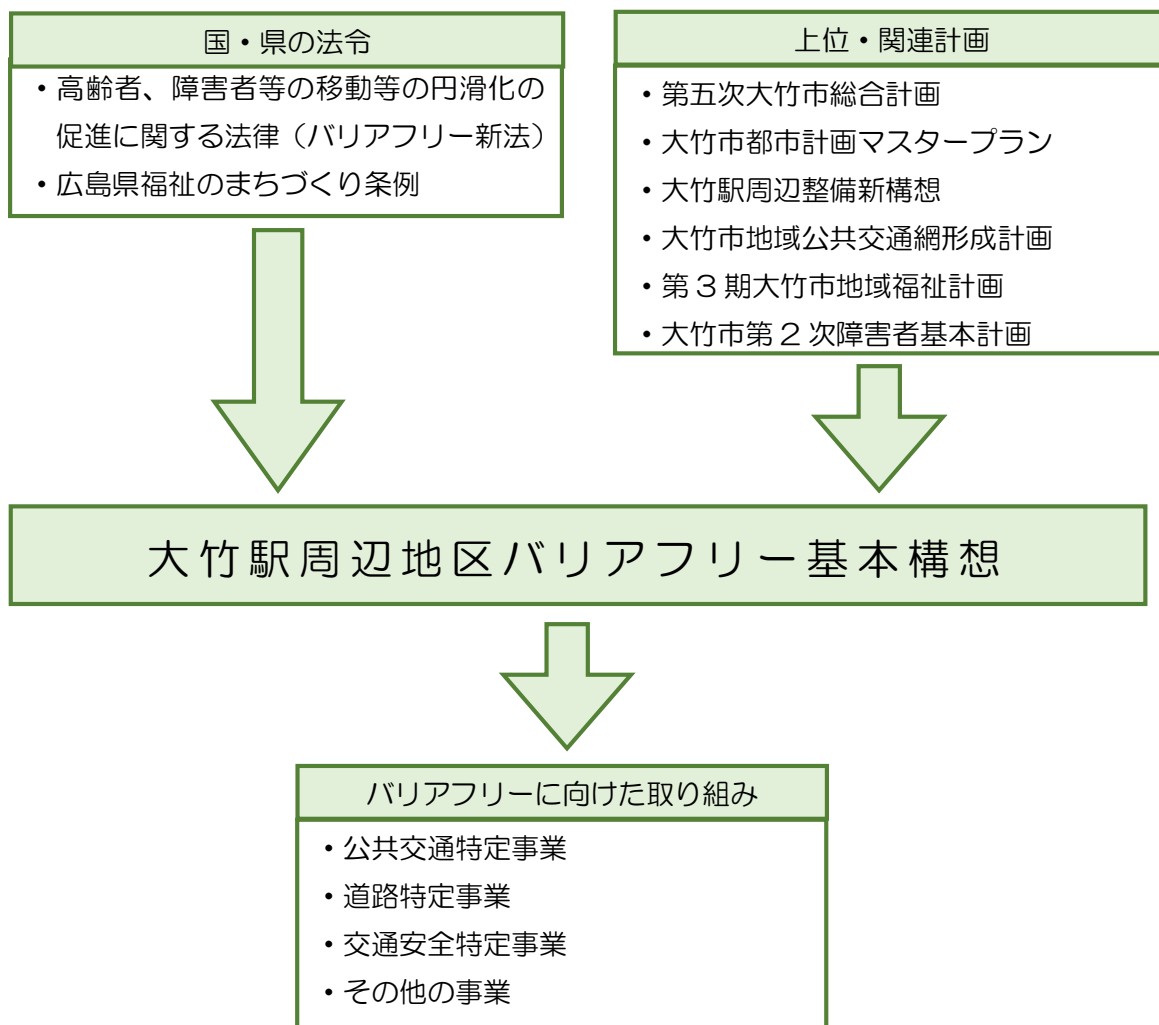 国・県の法令
・高齢者、障害者等の移動等の円滑化の
促進に関する法律（バリアフリー新法）
・広島県福祉のまちづくり条例
上位・関連計画
・第五次大竹市総合計画
・大竹市都市計画マスタープラン
・大竹駅周辺整備新構想
・大竹市地域公共交通網形成計画
・第３期大竹市地域福祉計画
・大竹市第２次障害者基本計画
大竹駅周辺地区バリアフリー基本構想
バリアフリーに向けた取り組み
・公共交通特定事業
・道路特定事業
・交通安全特定事業
・その他の事業